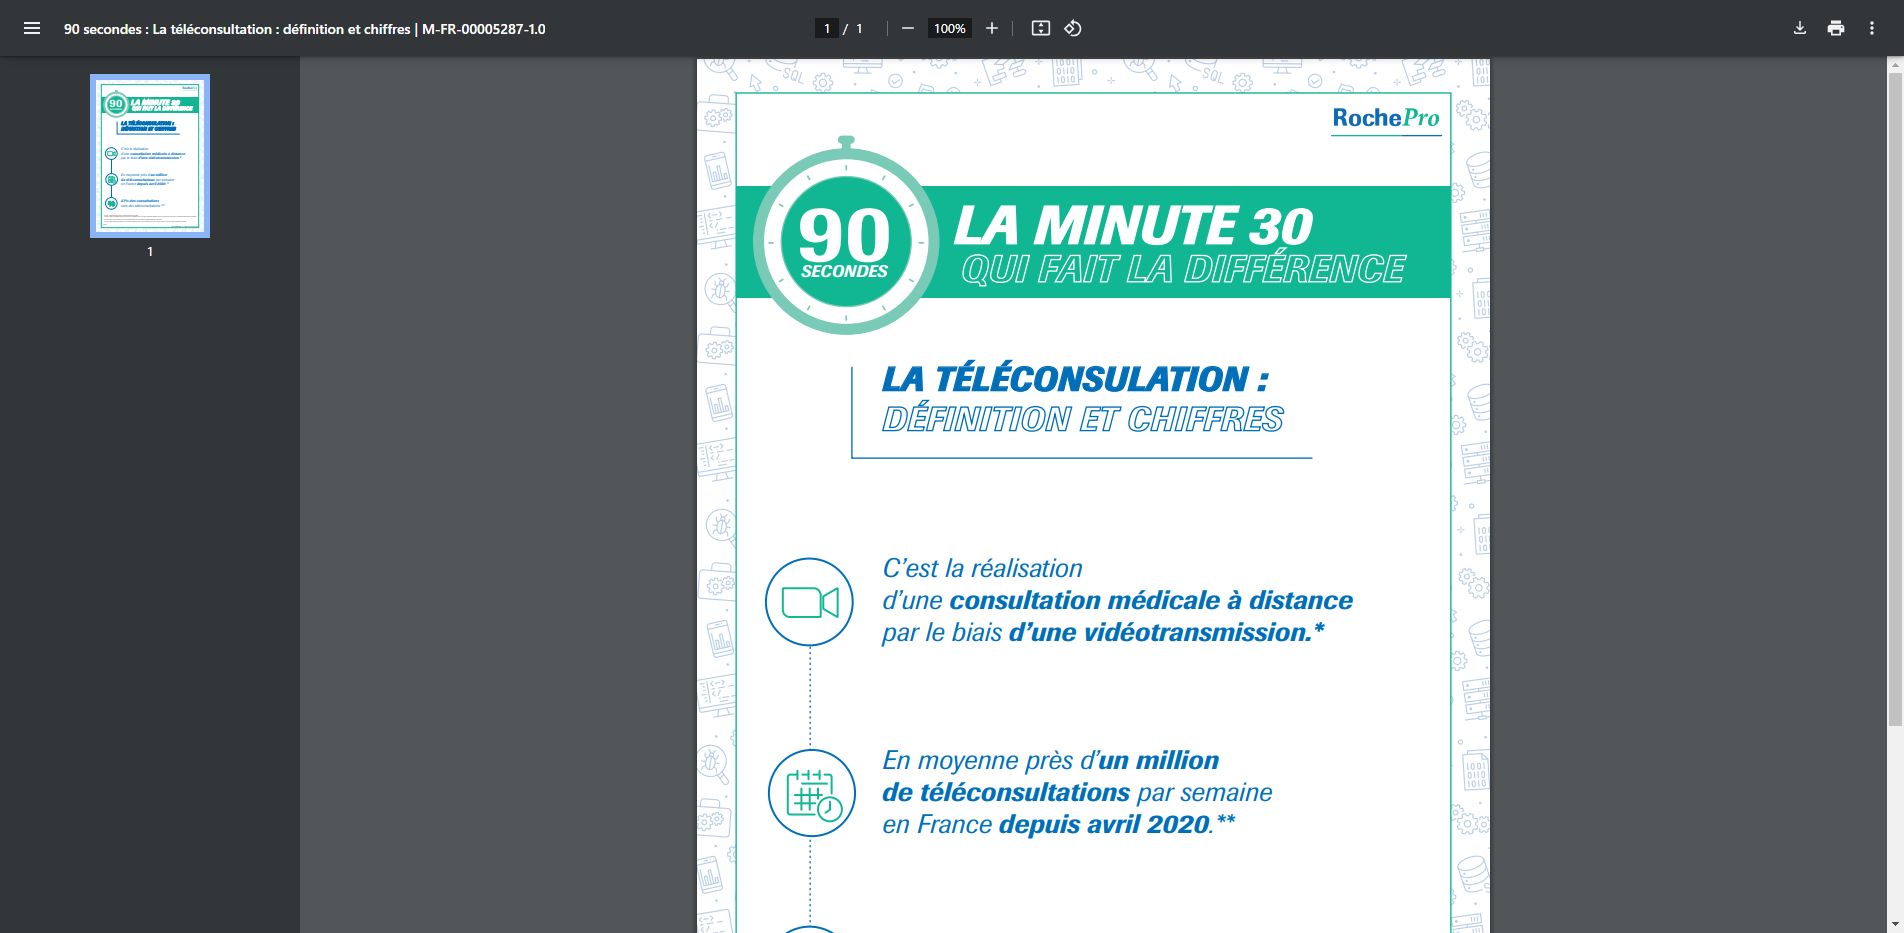 90 secondes : La téléconsultation : définition et chiffres | M-FR-00005287-1.0
1 / 1
100%
1
RochePro
90
SECONDES
LA MINUTE 30
QUI FAIT LA DIFFÉRENCE
LA TÉLÉCONSULATION :
DÉFINITION ET CHIFFRES
C’est la réalisation
d’une consultation médicale à distance
par le biais d’une vidéotransmission.*
En moyenne près d’un million
de téléconsultations par semaine
en France depuis avril 2020.**